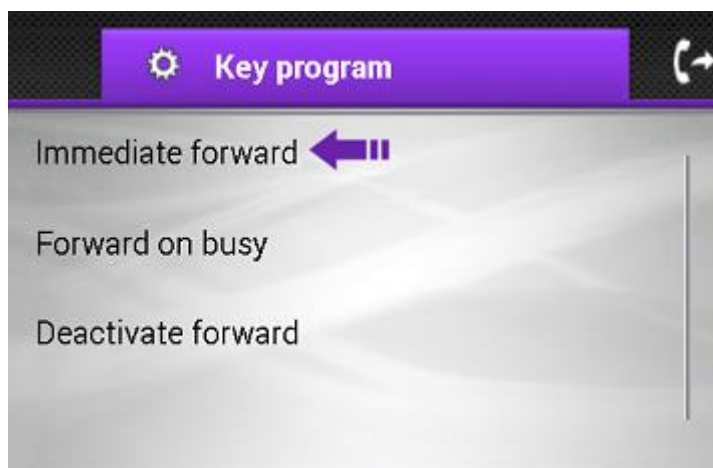 Key program
Immediate forward
Forward on busy
Deactivate forward